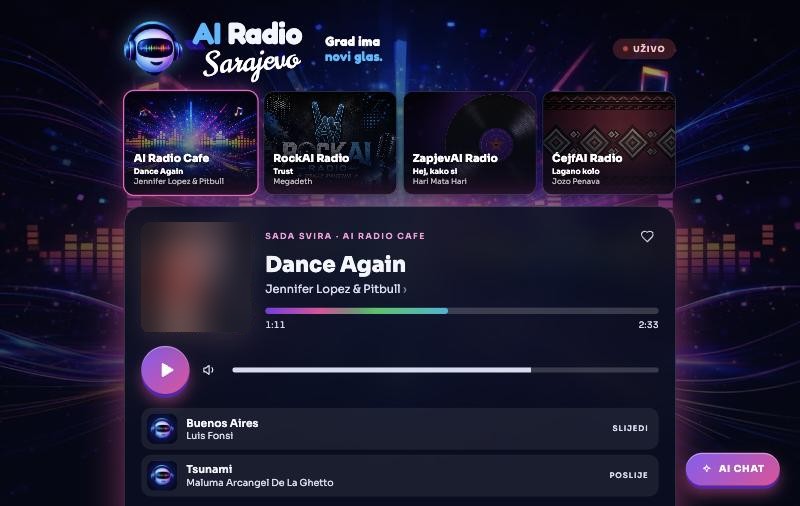 AI Radio
Sarajevo
Grad ima
novi glas.
UŽIVO
AI Radio Cafe
Dance Again
Jennifer Lopez & Pitbull
ROCKAI
RADIO
RockAI Radio
Trust
Megadeth
ZapjevAI Radio
Hej, kako si
Hari Mata Hari
ĆejfAI Radio
Lagano kolo
Jozo Penava
SADA SVIRA · AI RADIO CAFE
Dance Again
Jennifer Lopez & Pitbull ›
1:11
2:33
Buenos Aires
Luis Fonsi
SLIJEDI
Tsunami
Maluma Arcangel De La Ghetto
POSLIJE
AI CHAT